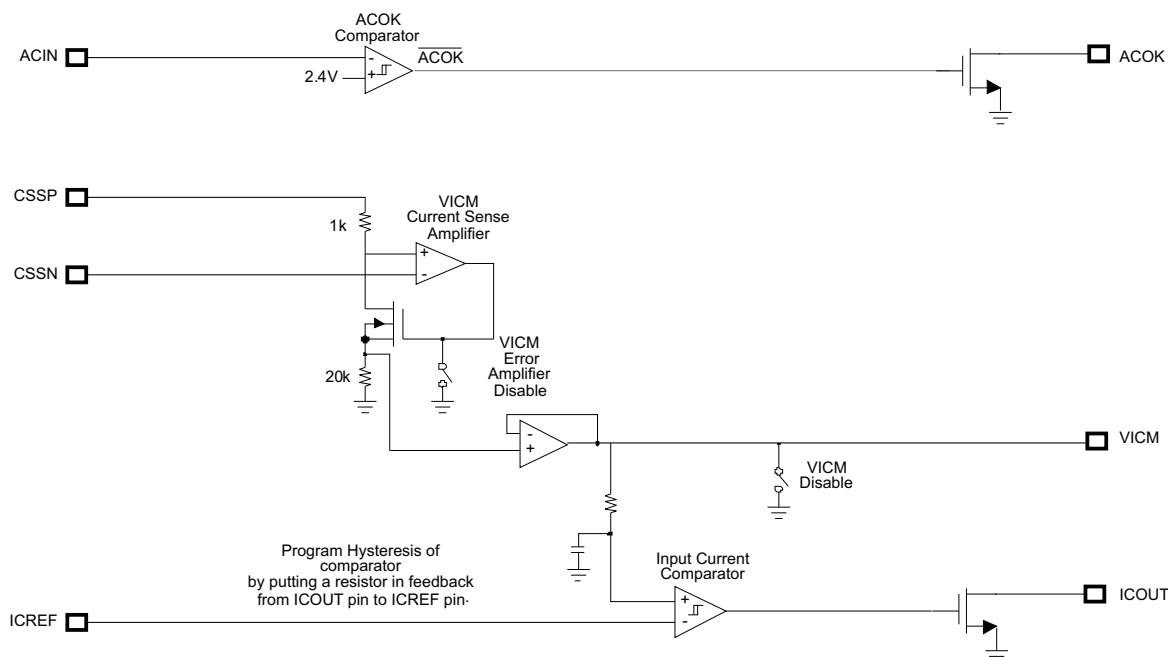 ACOK
Comparator
ACIN
-
+
2.4V
ACOK
ACOK
CSSP
1k
VICM
Current Sense
Amplifier
+
-
CSSN
VICM
Error
Amplifier
Disable
20k
-
+
VICM
VICM
Disable
Program Hysteresis of
comparator
by putting a resistor in feedback
from ICOUT pin to ICREF pin.
Input Current
Comparator
+
-
ICOUT
ICREF